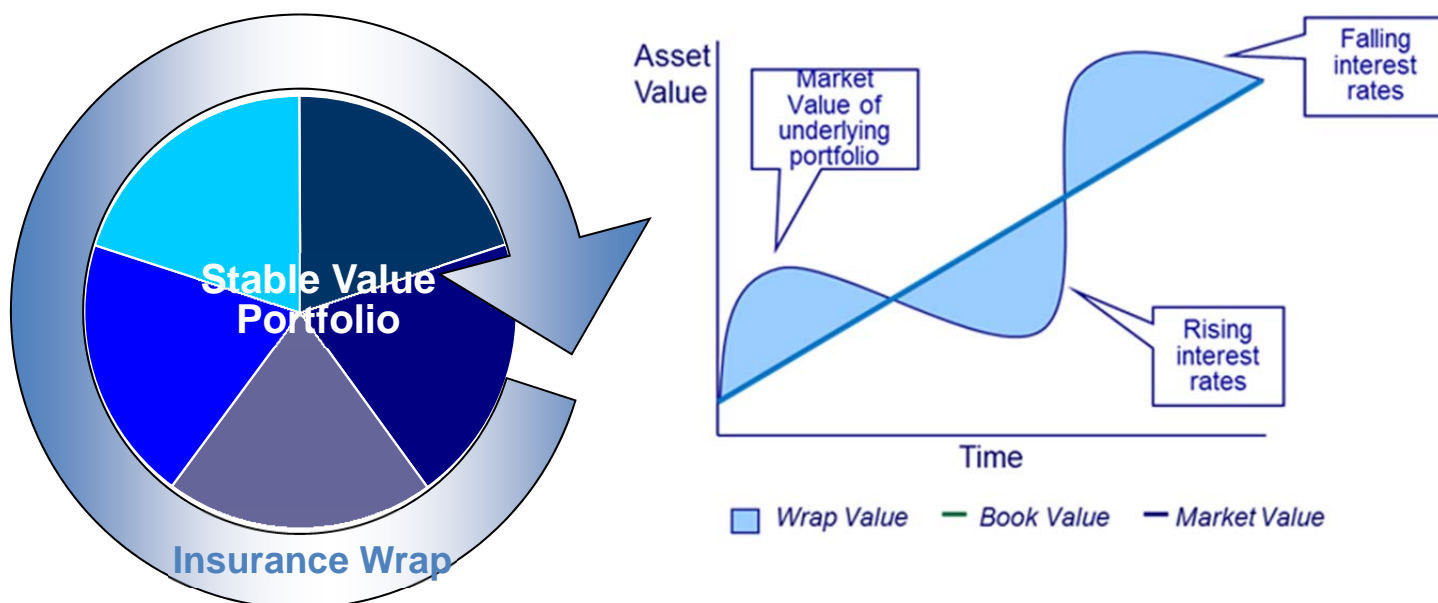 Stable Value
Portfolio
Insurance Wrap
Asset
Value
Market
Value of
underlying
portfolio
Falling
interest
rates
Rising
interest
rates
Time
Wrap Value
Book Value
Market Value